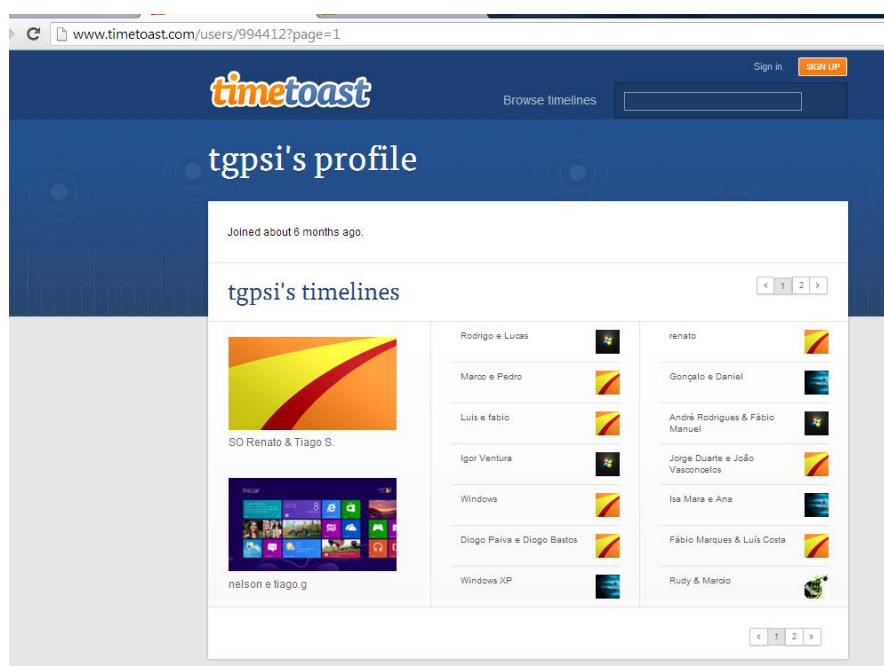 www.timetoast.com/users/994412?page=1
Sign in
SIGN UP
timetoast
Browse timelines
tgpsi's profile
Joined about 6 months ago.
tgpsi's timelines
< 1 2 >
SO Renato & Tiago S.
Iniciar
8
nelson e tiago.g
Rodrigo e Lucas
Marco e Pedro
Luis e fabio
Igor Ventura
Windows
Diogo Paiva e Diogo Bastos
Windows XP
renato
Gonçalo e Daniel
André Rodrigues & Fábio
Manuel
Jorge Duarte e João
Vasconcelos
Isa Mara e Ana
Fábio Marques & Luís Costa
Rudy & Marcio
< 1 2 >